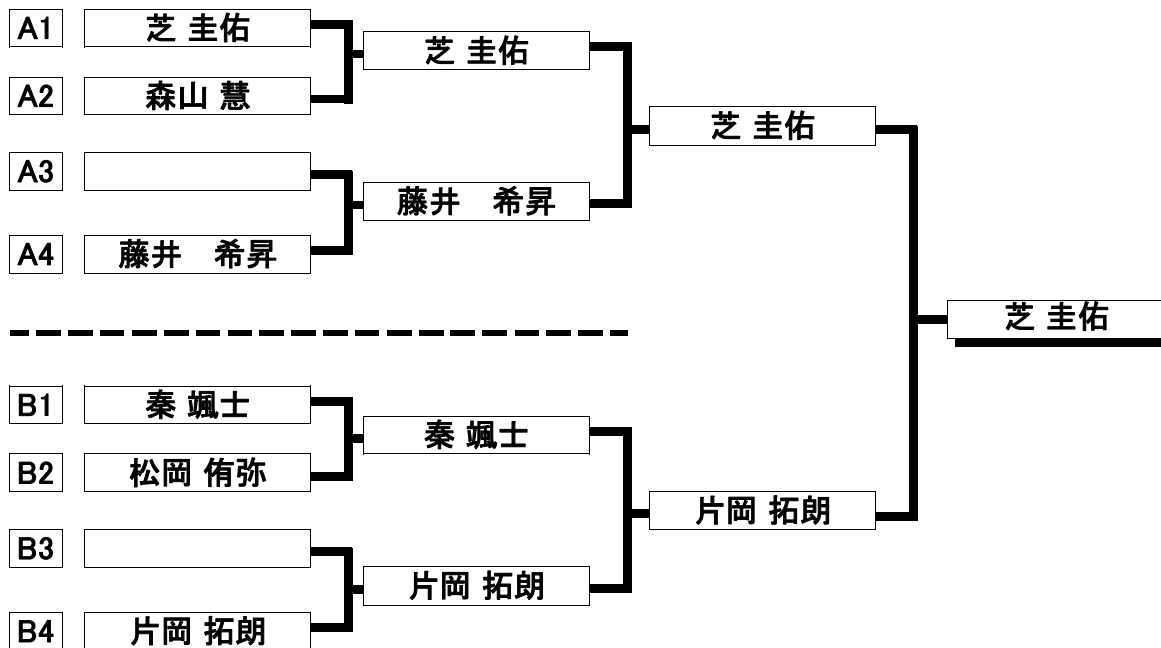 A1 芝 圭佑
芝 圭佑
A2 森山 慧
芝 圭佑
A3
藤井　希昇
A4 藤井　希昇
芝 圭佑
B1 秦 颯士
秦 颯士
B2 松岡 侑弥
片岡 拓朗
B3
片岡 拓朗
B4 片岡 拓朗